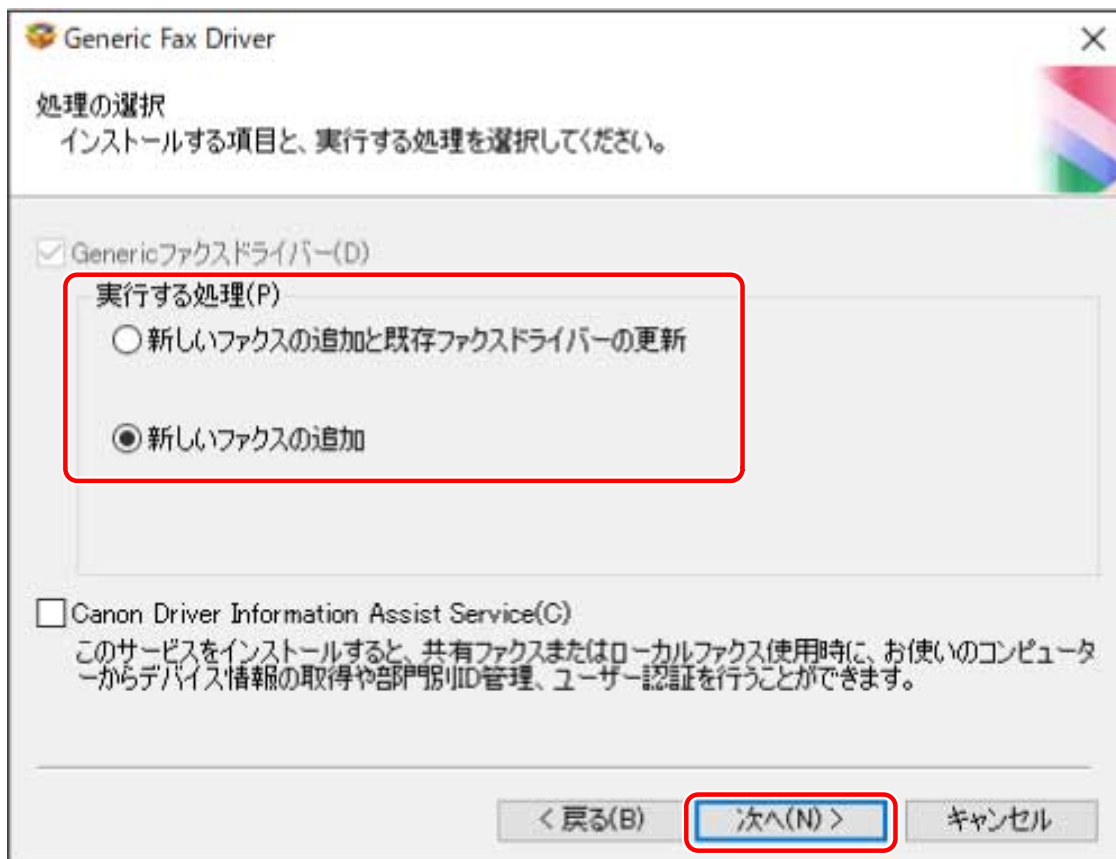 Generic Fax Driver
処理の選択
インストールする項目と、実行する処理を選択してください。
Genericファクスドライバー(D)
実行する処理(P)
新しいファクスの追加と既存ファクスドライバーの更新
新しいファクスの追加
Canon Driver Information Assist Service(C)
このサービスをインストールすると、共有ファクスまたはローカルファクス使用時に、お使いのコンピュータ
ーからデバイス情報の取得や部門別ID管理、ユーザー認証を行うことができます。
< 戻る(B) 次へ(N) > キャンセル